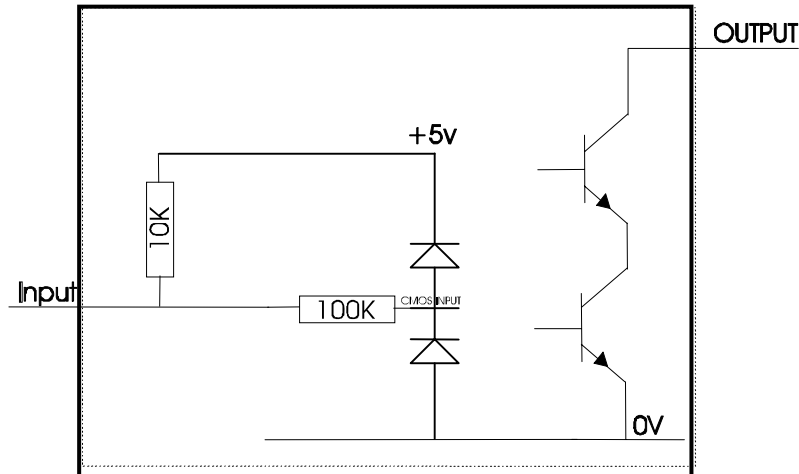 OUTPUT
+5v
10K
Input
100K
CMOS INPUT
0V